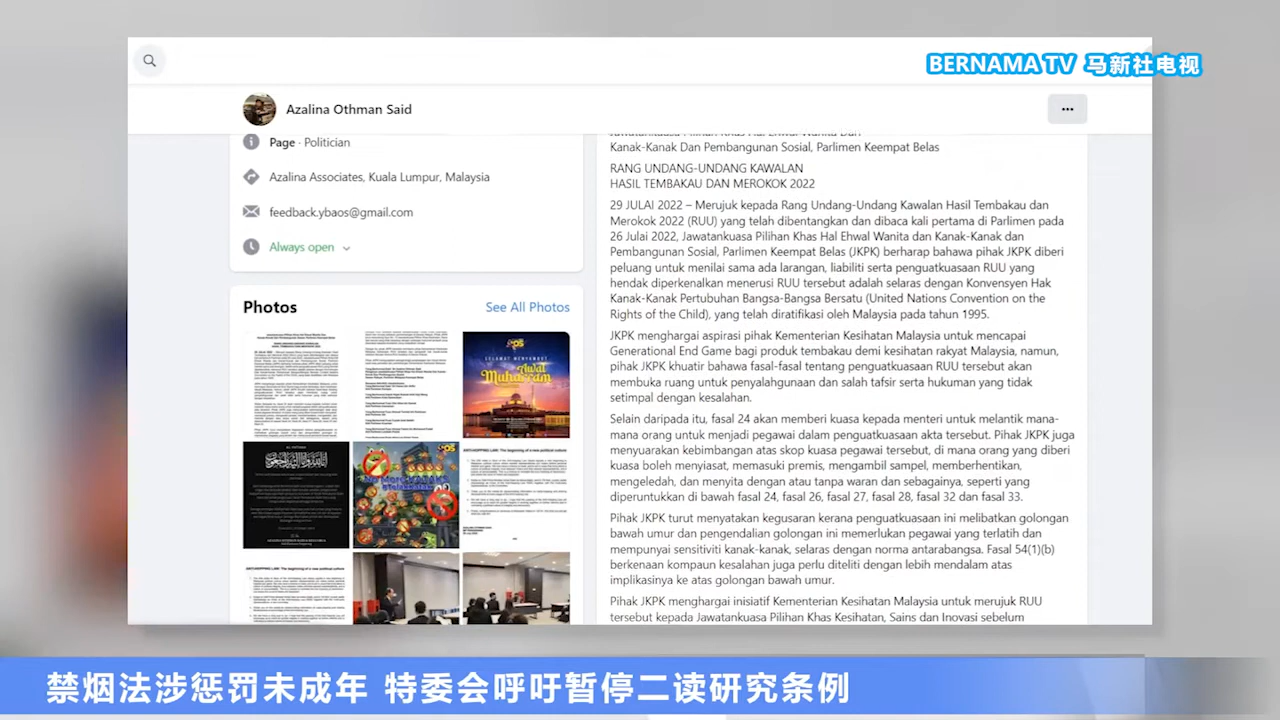 BERNAMA TV 马新社电视
Azalina Othman Said
Page · Politician
Azalina Associates, Kuala Lumpur, Malaysia
feedback.ybaos@gmail.com
Always open
Photos
See All Photos
SELAMAT MENYAMBUT
Awal
Muharram
Kanak-Kanak Dan Pembangunan Sosial, Parlimen Keempat Belas
RANG UNDANG-UNDANG KAWALAN
HASIL TEMBAKAU DAN MEROKOK 2022
29 JULAI 2022 – Merujuk kepada Rang Undang-Undang Kawalan Hasil Tembakau dan
Merokok 2022 (RUU) yang telah dibentangkan dan dibaca kali pertama di Parlimen pada
26 Julai 2022, Jawatankuasa Pilihan Khas Hal Ehwal Wanita dan Kanak-Kanak dan
Pembangunan Sosial, Parlimen Keempat Belas (JKPK) berharap bahawa pihak JKPK diberi
peluang untuk menilai sama ada larangan, liabiliti serta penguatkuasaan RUU yang
hendak diperkenalkan menerusi RUU tersebut adalah selaras dengan Konvensyen Hak
Kanak-Kanak Pertubuhan Bangsa-Bangsa Bersatu (United Nations Convention on the
Rights of the Child), yang telah diratifikasi oleh Malaysia pada tahun 1995.
JKPK menghargai hasrat pihak Kementerian Kesihatan Malaysia untuk mencapai
Generational End Game bagi produk tembakau demi kesihatan rakyat Malaysia, namun,
pihak JKPK khuatir bahawa fasal-fasal tentang penguatkuasaan RUU tersebut akan
membuka ruang untuk penyalahgunaan dan salah tafsir serta hukuman yang tidak
setimpal dengan kesalahan.
Selain daripada itu, RUU ini akan memberi kuasa kepada menteri untuk melantik mana-
mana orang untuk menjadi pegawai dalam penguatkuasaan akta tersebut. Pihak JKPK juga
menyuarakan kebimbangan atas skop kuasa pegawai tersebut di mana orang yang diberi
kuasa boleh menyiasat, memasuki premis, mengambil sampel, memberhentikan,
mengeledah, dan menyita dengan atau tanpa waran dan sebagainya, seperti yang
diperuntukkan di bawah fasal 24, fasal 26, fasal 27, fasal 28, fasal 32 dan fasal 33.
Pihak JKPK turut menyuarakan kegusaran kerana penguatkuasaan ini melibatkan golongan
bawah umur dan pengendalian golongan ini memerlukan pegawai yang terlatih dan
mempunyai sensitiviti kanak-kanak, selaras dengan norma antarabangsa. Fasal 54(1)(b)
berkenaan kompaun kesalahan juga perlu diteliti dengan lebih mendalam atas
implikasinya ke atas golongan bawah umur.
Pihak JKPK memohon agar Kementerian Kesihatan Malaysia untuk merujuk RUU
tersebut kepada Jawatankuasa Pilihan Khas Kesihatan, Sains dan Inovasi sebelum
禁烟法涉惩罚未成年 特委会呼吁暂停二读研究条例